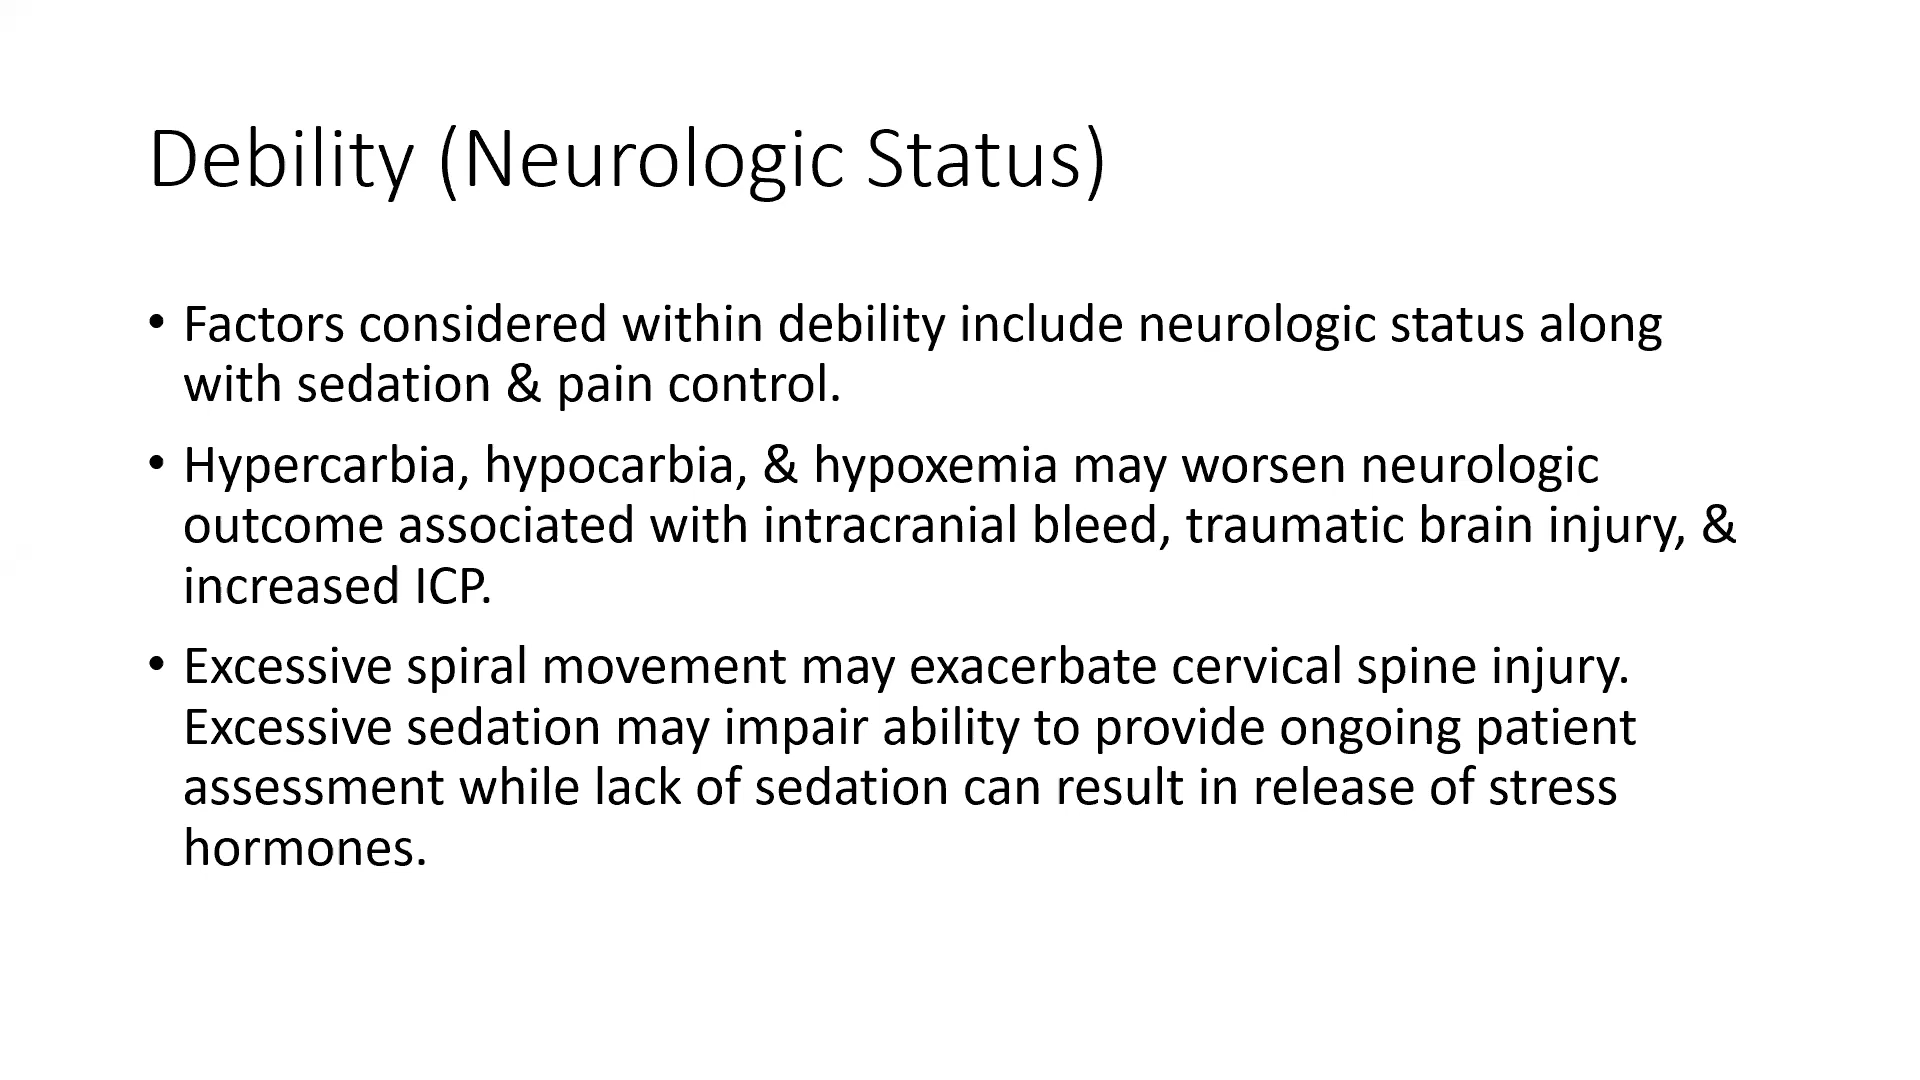 Debility (Neurologic Status)
• Factors considered within debility include neurologic status along
with sedation & pain control.
• Hypercarbia, hypocarbia, & hypoxemia may worsen neurologic
outcome associated with intracranial bleed, traumatic brain injury, &
increased ICP.
• Excessive spiral movement may exacerbate cervical spine injury.
Excessive sedation may impair ability to provide ongoing patient
assessment while lack of sedation can result in release of stress
hormones.